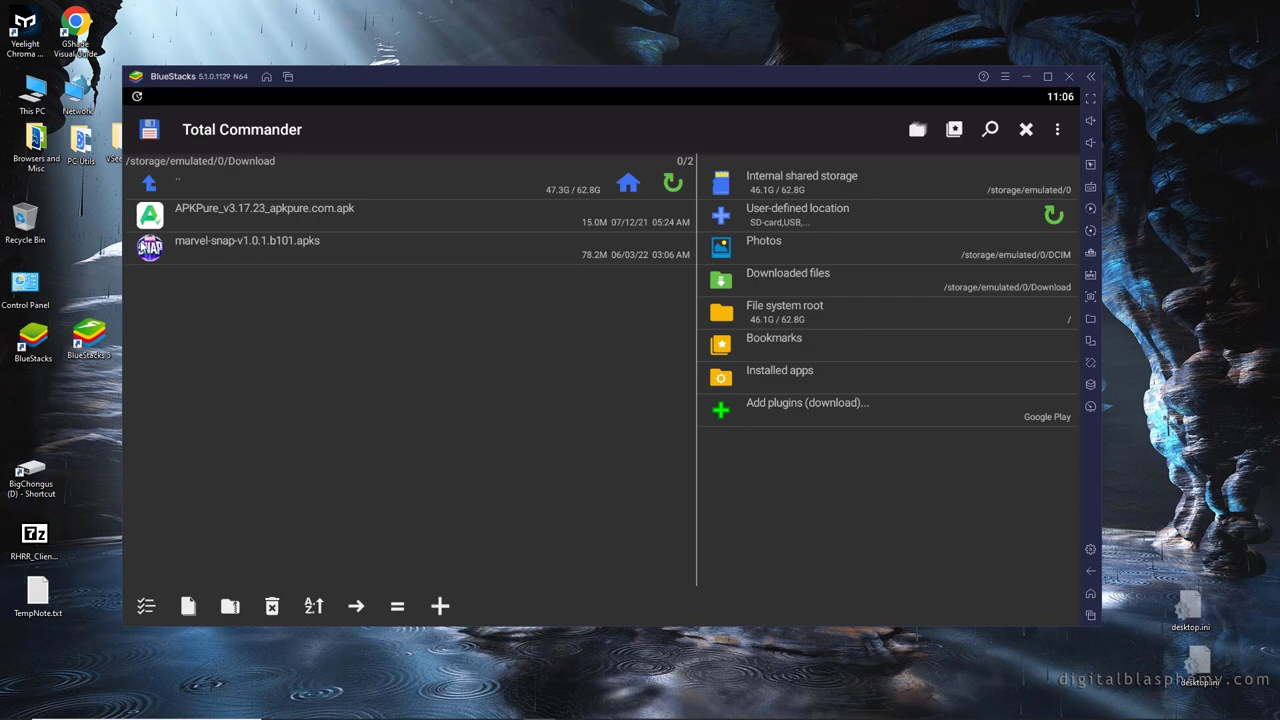 Yeelight
Chroma ...
GShade
Visual Guide
This PC
Network
Browsers and
Misc
PC Utils
Recycle Bin
Control Panel
BlueStacks
BlueStacks 5
BigChongus
(D) - Shortcut
RHRR_Clien...
TempNote.txt
BlueStacks 5.1.0.1129 N64
11:06
Total Commander
/storage/emulated/0/Download
0/2
..
47.3G / 62.8G
APKPure_v3.17.23_apkpure.com.apk
15.0M 07/12/21 05:24 AM
SNAP
marvel-snap-v1.0.1.b101.apks
78.2M 06/03/22 03:06 AM
Internal shared storage
46.1G / 62.8G
/storage/emulated/0
User-defined location
SD-card,USB,...
Photos
/storage/emulated/0/DCIM
Downloaded files
/storage/emulated/0/Download
File system root
46.1G / 62.8G
/
Bookmarks
Installed apps
Add plugins (download)...
Google Play
desktop.ini
desktop.ini
digitalblasphemy.com